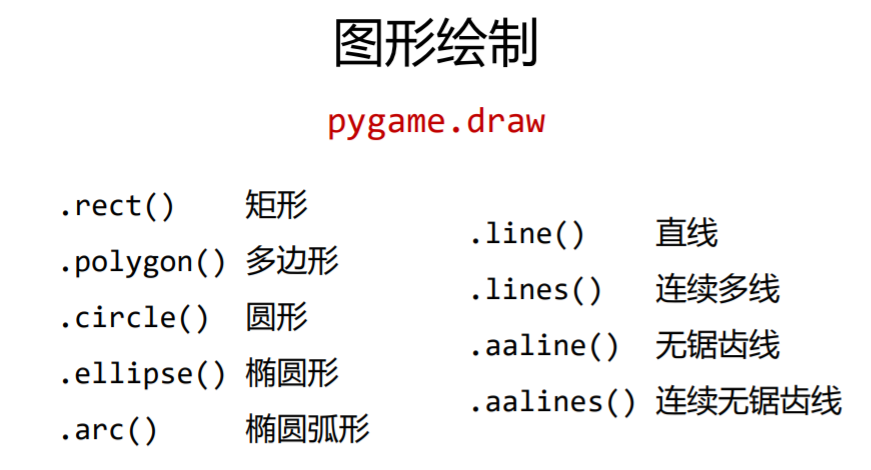 图形绘制
pygame.draw
.rect() 矩形
.polygon() 多边形
.circle() 圆形
.ellipse() 椭圆形
.arc() 椭圆弧形
.line() 直线
.lines() 连续多线
.aaline() 无锯齿线
.aalines() 连续无锯齿线